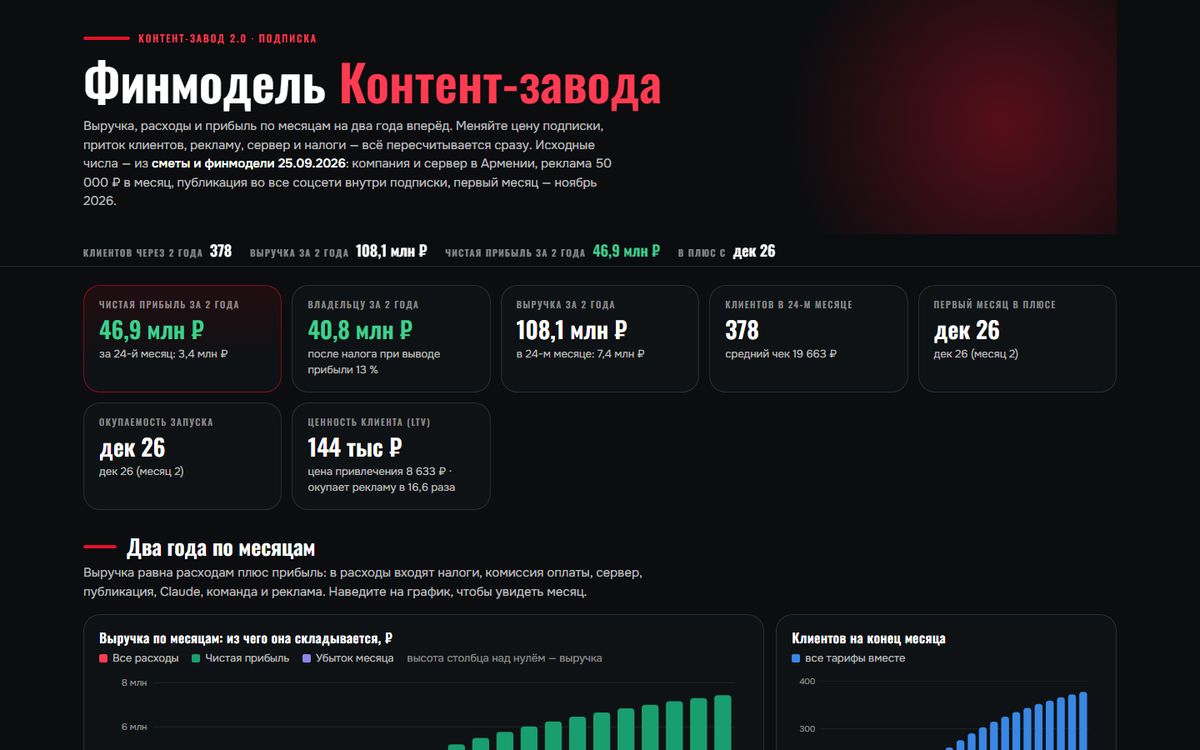 КОНТЕНТ-ЗАВОД 2.0 · ПОДПИСКА
Финмодель Контент-завода
Выручка, расходы и прибыль по месяцам на два года вперёд. Меняйте цену подписки,
приток клиентов, рекламу, сервер и налоги — всё пересчитывается сразу. Исходные
числа — из сметы и финмодели 25.09.2026: компания и сервер в Армении, реклама 50
000 ₽ в месяц, публикация во все соцсети внутри подписки, первый месяц — ноябрь
2026.
КЛИЕНТОВ ЧЕРЕЗ 2 ГОДА 378 ВЫРУЧКА ЗА 2 ГОДА 108,1 млн ₽ ЧИСТАЯ ПРИБЫЛЬ ЗА 2 ГОДА 46,9 млн ₽ В ПЛЮС С дек 26
ЧИСТАЯ ПРИБЫЛЬ ЗА 2 ГОДА
46,9 млн ₽
за 24-й месяц: 3,4 млн ₽
ВЛАДЕЛЬЦУ ЗА 2 ГОДА
40,8 млн ₽
после налога при выводе
прибыли 13 %
ВЫРУЧКА ЗА 2 ГОДА
108,1 млн ₽
в 24-м месяце: 7,4 млн ₽
КЛИЕНТОВ В 24-М МЕСЯЦЕ
378
средний чек 19 663 ₽
ПЕРВЫЙ МЕСЯЦ В ПЛЮСЕ
дек 26
дек 26 (месяц 2)
ОКУПАЕМОСТЬ ЗАПУСКА
дек 26
дек 26 (месяц 2)
ЦЕННОСТЬ КЛИЕНТА (LTV)
144 тыс ₽
цена привлечения 8 633 ₽ ·
окупает рекламу в 16,6 раза
Два года по месяцам
Выручка равна расходам плюс прибыль: в расходы входят налоги, комиссия оплаты, сервер,
публикация, Claude, команда и реклама. Наведите на график, чтобы увидеть месяц.
Выручка по месяцам: из чего она складывается, ₽
Все расходы Чистая прибыль Убыток месяца высота столбца над нулём — выручка
8 млн
6 млн
Клиентов на конец месяца
все тарифы вместе
400
300